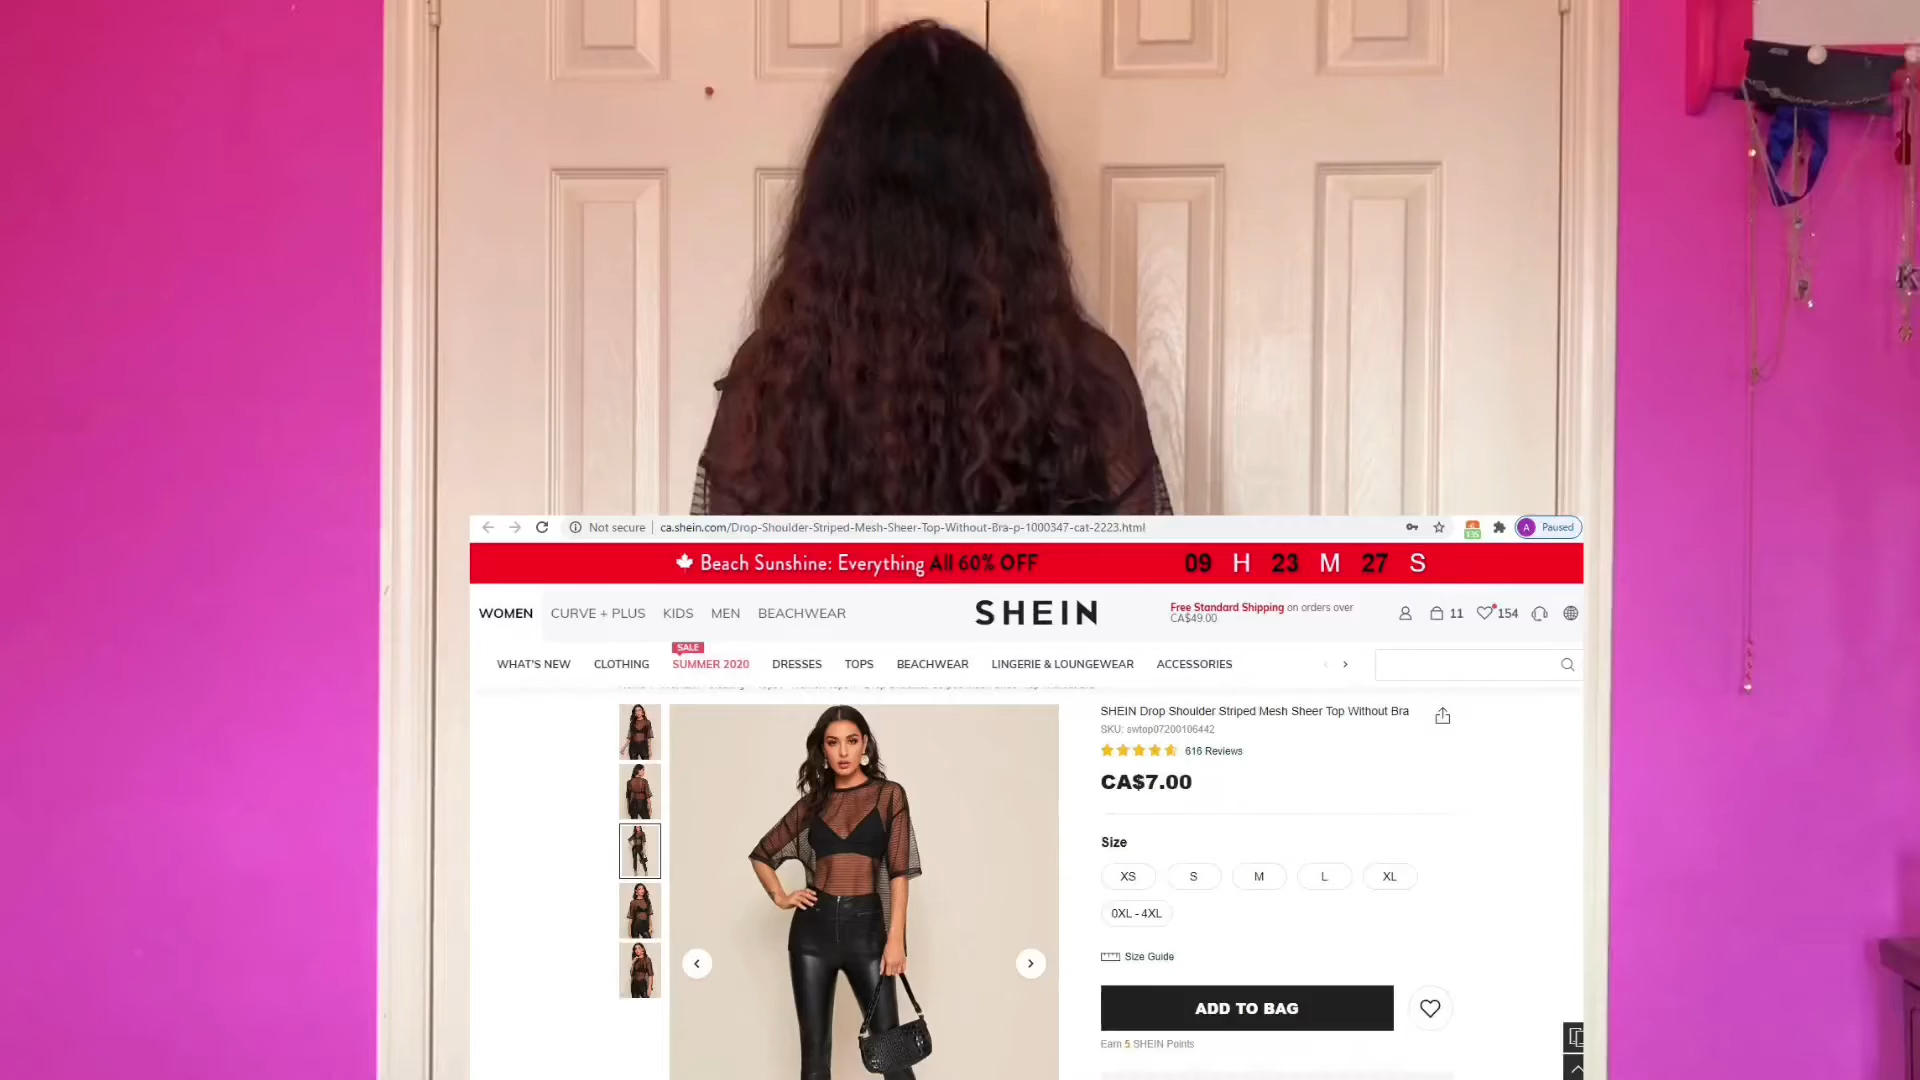 Not secure | ca.shein.com/Drop-Shoulder-Striped-Mesh-Sheer-Top-Without-Bra-p-1000347-cat-2223.html
A Paused
Beach Sunshine: Everything All 60% OFF 09 H 23 M 27 S
WOMEN CURVE + PLUS KIDS MEN BEACHWEAR
SHEIN
Free Standard Shipping on orders over
CA$49.00
11 154
SALE
WHAT'S NEW CLOTHING SUMMER 2020 DRESSES TOPS BEACHWEAR LINGERIE & LOUNGEWEAR ACCESSORIES
SHEIN Drop Shoulder Striped Mesh Sheer Top Without Bra
SKU: swtop07200106442
616 Reviews
CA$7.00
Size
XS S M L XL
0XL - 4XL
Size Guide
ADD TO BAG
Earn 5 SHEIN Points